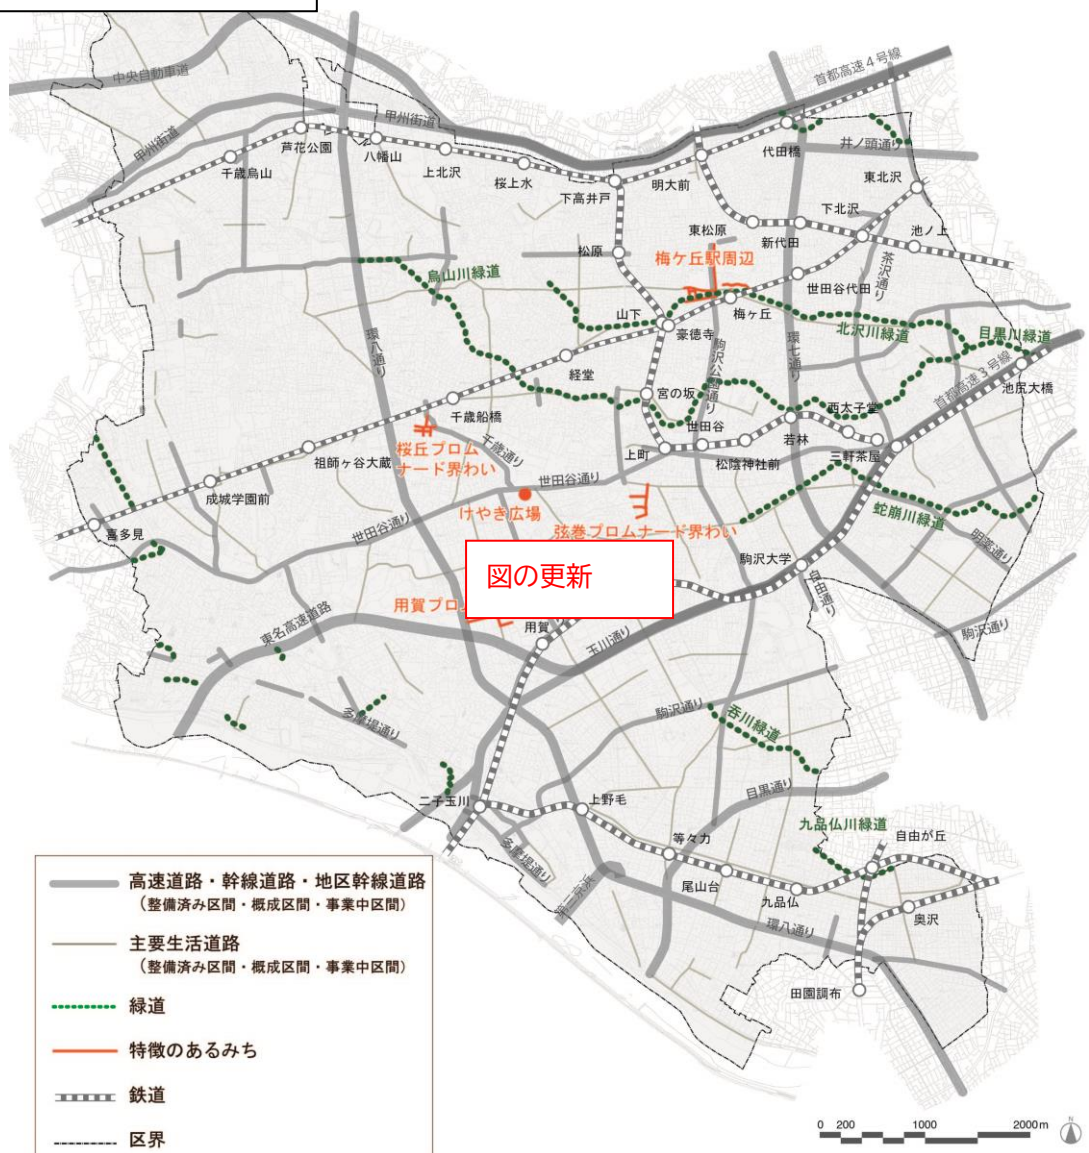 首都高速4号線
中央自動車道
甲州街道
甲州街道
芦花公園
八幡山
代田橋
井ノ頭通り
千歳烏山
上北沢
桜上水
下高井戸
明大前
東北沢
下北沢
東松原
新代田
池ノ上
松原
梅ケ丘駅周辺
茶沢通り
烏山川緑道
世田谷代田
山下
梅ヶ丘
豪徳寺
北沢川緑道
目黒川緑道
環八通り
駒沢公園通り
環七通り
首都高速3号線
経堂
池尻大橋
宮の坂
千歳船橋
西太子堂
世田谷
若林
桜丘プロム
ナード界わい
千歳通り
上町
松陰神社前
三軒茶屋
祖師ヶ谷大蔵
世田谷通り
成城学園前
けやき広場
蛇崩川緑道
喜多見
世田谷通り
弦巻プロムナード界わい
明薬通り
駒沢大学
図の更新
自由通り
用賀プロ
東名高速道路
用賀
玉川通り
駒沢通り
駒沢通り
多摩堤通り
呑川緑道
目黒通り
二子玉川
上野毛
九品仏川緑道
自由が丘
等々力
多摩堤通り
尾山台
九品仏
第三京浜
奥沢
環八通り
田園調布
高速道路・幹線道路・地区幹線道路
(整備済み区間・概成区間・事業中区間)
主要生活道路
(整備済み区間・概成区間・事業中区間)
緑道
特徴のあるみち
鉄道
区界
0 200 1000 2000m
N